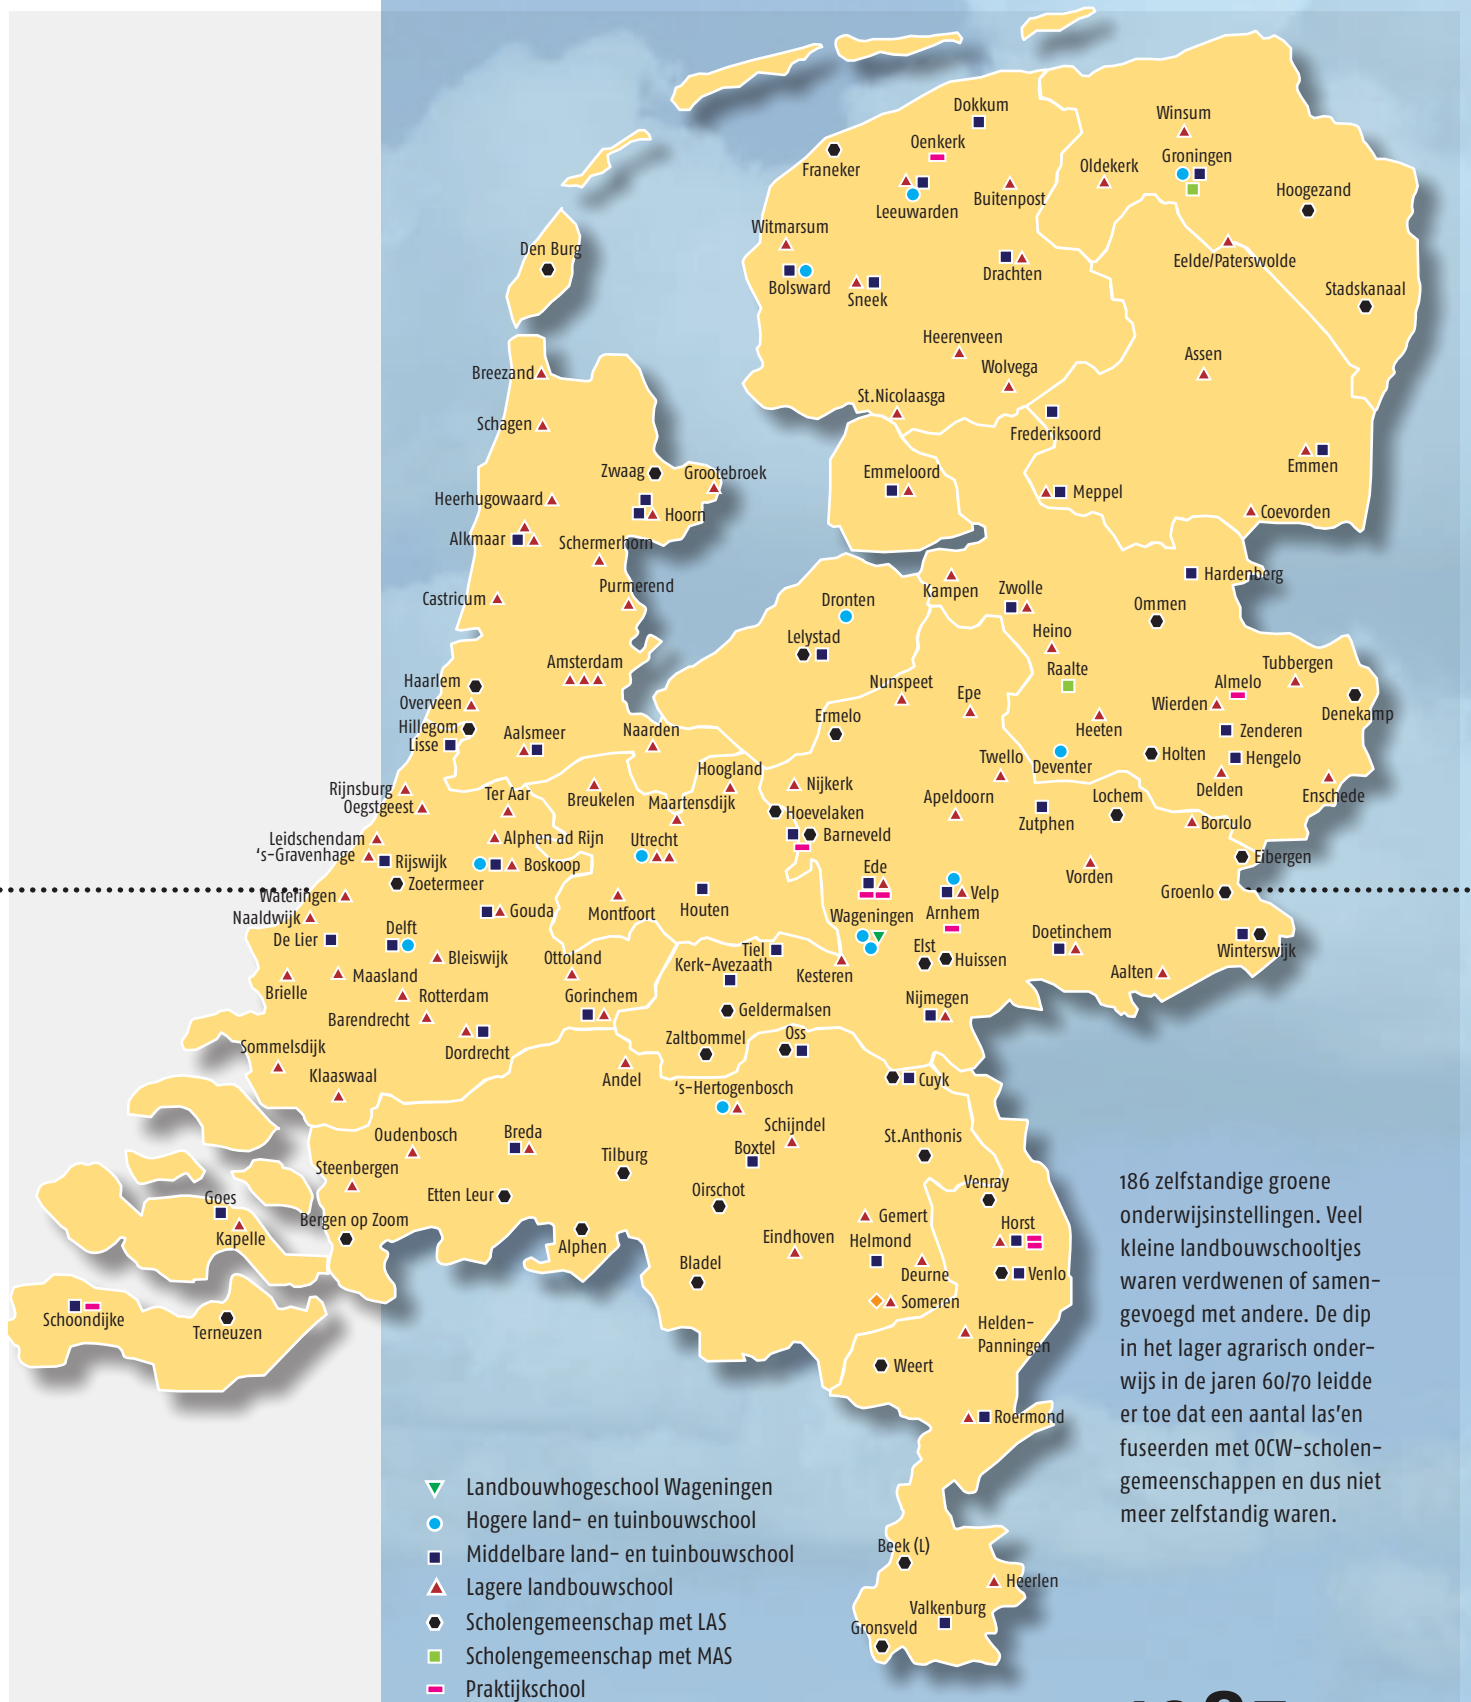 Dokkum
Winsum
Oenkerk
Groningen
Franeker
Oldekerk
Hoogezand
Buitenpost
Leeuwarden
Witmarsum
Den Burg
Eelde/Paterswolde
Drachten
Bolsward
Sneek
Stadskanaal
Heerenveen
Assen
Wolvega
Breezand
St.Nicolaasga
Schagen
Frederiksoord
Emmen
Zwaag
Grootebroek
Emmeloord
Meppel
Heerhugowaard
Hoorn
Coevorden
Alkmaar
Schermerhorn
Hardenberg
Purmerend
Kampen
Zwolle
Castricum
Dronten
Ommen
Lelystad
Heino
Amsterdam
Tubbergen
Raalte
Haarlem
Nunspeet
Almelo
Epe
Overveen
Wierden
Ermelo
Denekamp
Hillegom
Naarden
Heeten
Zenderen
Aalsmeer
Lisse
Twello
Holten
Hengelo
Hoogland
Deventer
Rijnsburg
Nijkerk
Delden
Ter Aar
Breukelen
Maartensdijk
Apeldoorn
Lochem
Enschede
Oegstgeest
Hoevelaken
Zutphen
Borculo
Leidschendam
Alphen ad Rijn
Utrecht
Barneveld
's-Gravenhage
Rijswijk
Boskoop
Ede
Vorden
Eibergen
Zoetermeer
Velp
Groenlo
Wateringen
Naaldwijk
Gouda
Montfoort
Houten
Wageningen
Arnhem
De Lier
Delft
Doetinchem
Elst
Winterswijk
Tiel
Bleiswijk
Ottoland
Kerk-Avezaath
Kesteren
Huissen
Aalten
Maasland
Brielle
Rotterdam
Gorinchem
Nijmegen
Geldermalsen
Barendrecht
Oss
Zaltbommel
Sommelsdijk
Dordrecht
Klaaswaal
Andel
Cuyk
's-Hertogenbosch
Schijndel
Oudenbosch
Breda
St.Anthonis
Boxtel
Tilburg
Steenbergen
Venray
Oirschot
Etten Leur
Goes
Gemert
Bergen op Zoom
Horst
Kapelle
Eindhoven
Helmond
Alphen
Bladel
Deurne
Venlo
Someren
Schoondijke
Terneuzen
Helden-
Panningen
Weert
Roermond
Beek (L)
Heerlen
Valkenburg
Gronsveld
186 zelfstandige groene
onderwijsinstellingen. Veel
kleine landbouwschooltjes
waren verdwenen of samen-
gevoegd met andere. De dip
in het lager agrarisch onder-
wijs in de jaren 60/70 leidde
er toe dat een aantal las'en
fuseerden met OCW-scholen-
gemeenschappen en dus niet
meer zelfstandig waren.
Landbouwhogeschool Wageningen
Hogere land- en tuinbouwschool
Middelbare land- en tuinbouwschool
Lagere landbouwschool
Scholengemeenschap met LAS
Scholengemeenschap met MAS
Praktijkschool